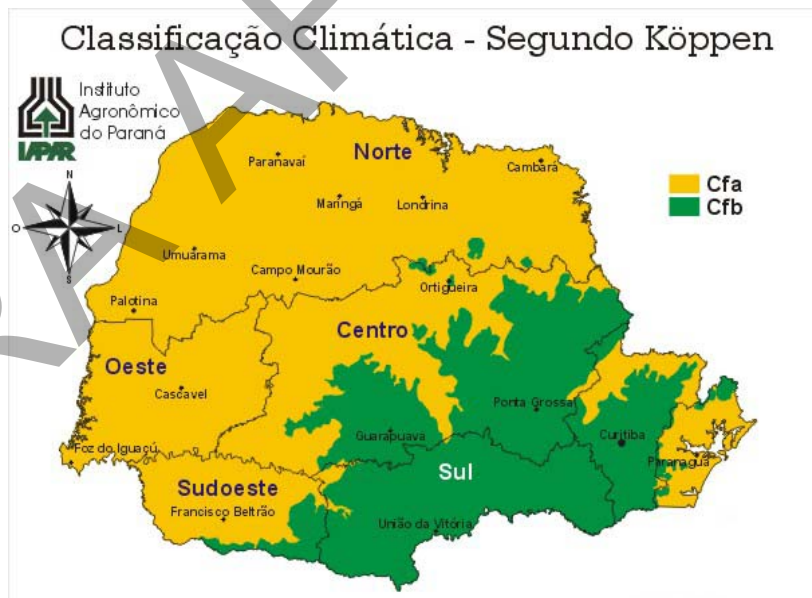 Classificação Climática - Segundo Köppen
Instituto
Agronômico
do Paraná
IAPAR
N
O
L
S
Cfa
Cfb
Norte
Paranavaí
Cambará
Maringá
Londrina
Umuarama
Campo Mourão
Ortigueira
Palotina
Centro
Oeste
Cascavel
Ponta Grossa
Guarapuava
Curitiba
Foz do Iguaçú
Paranaguá
Sul
Sudoeste
Francisco Beltrão
União da Vitória